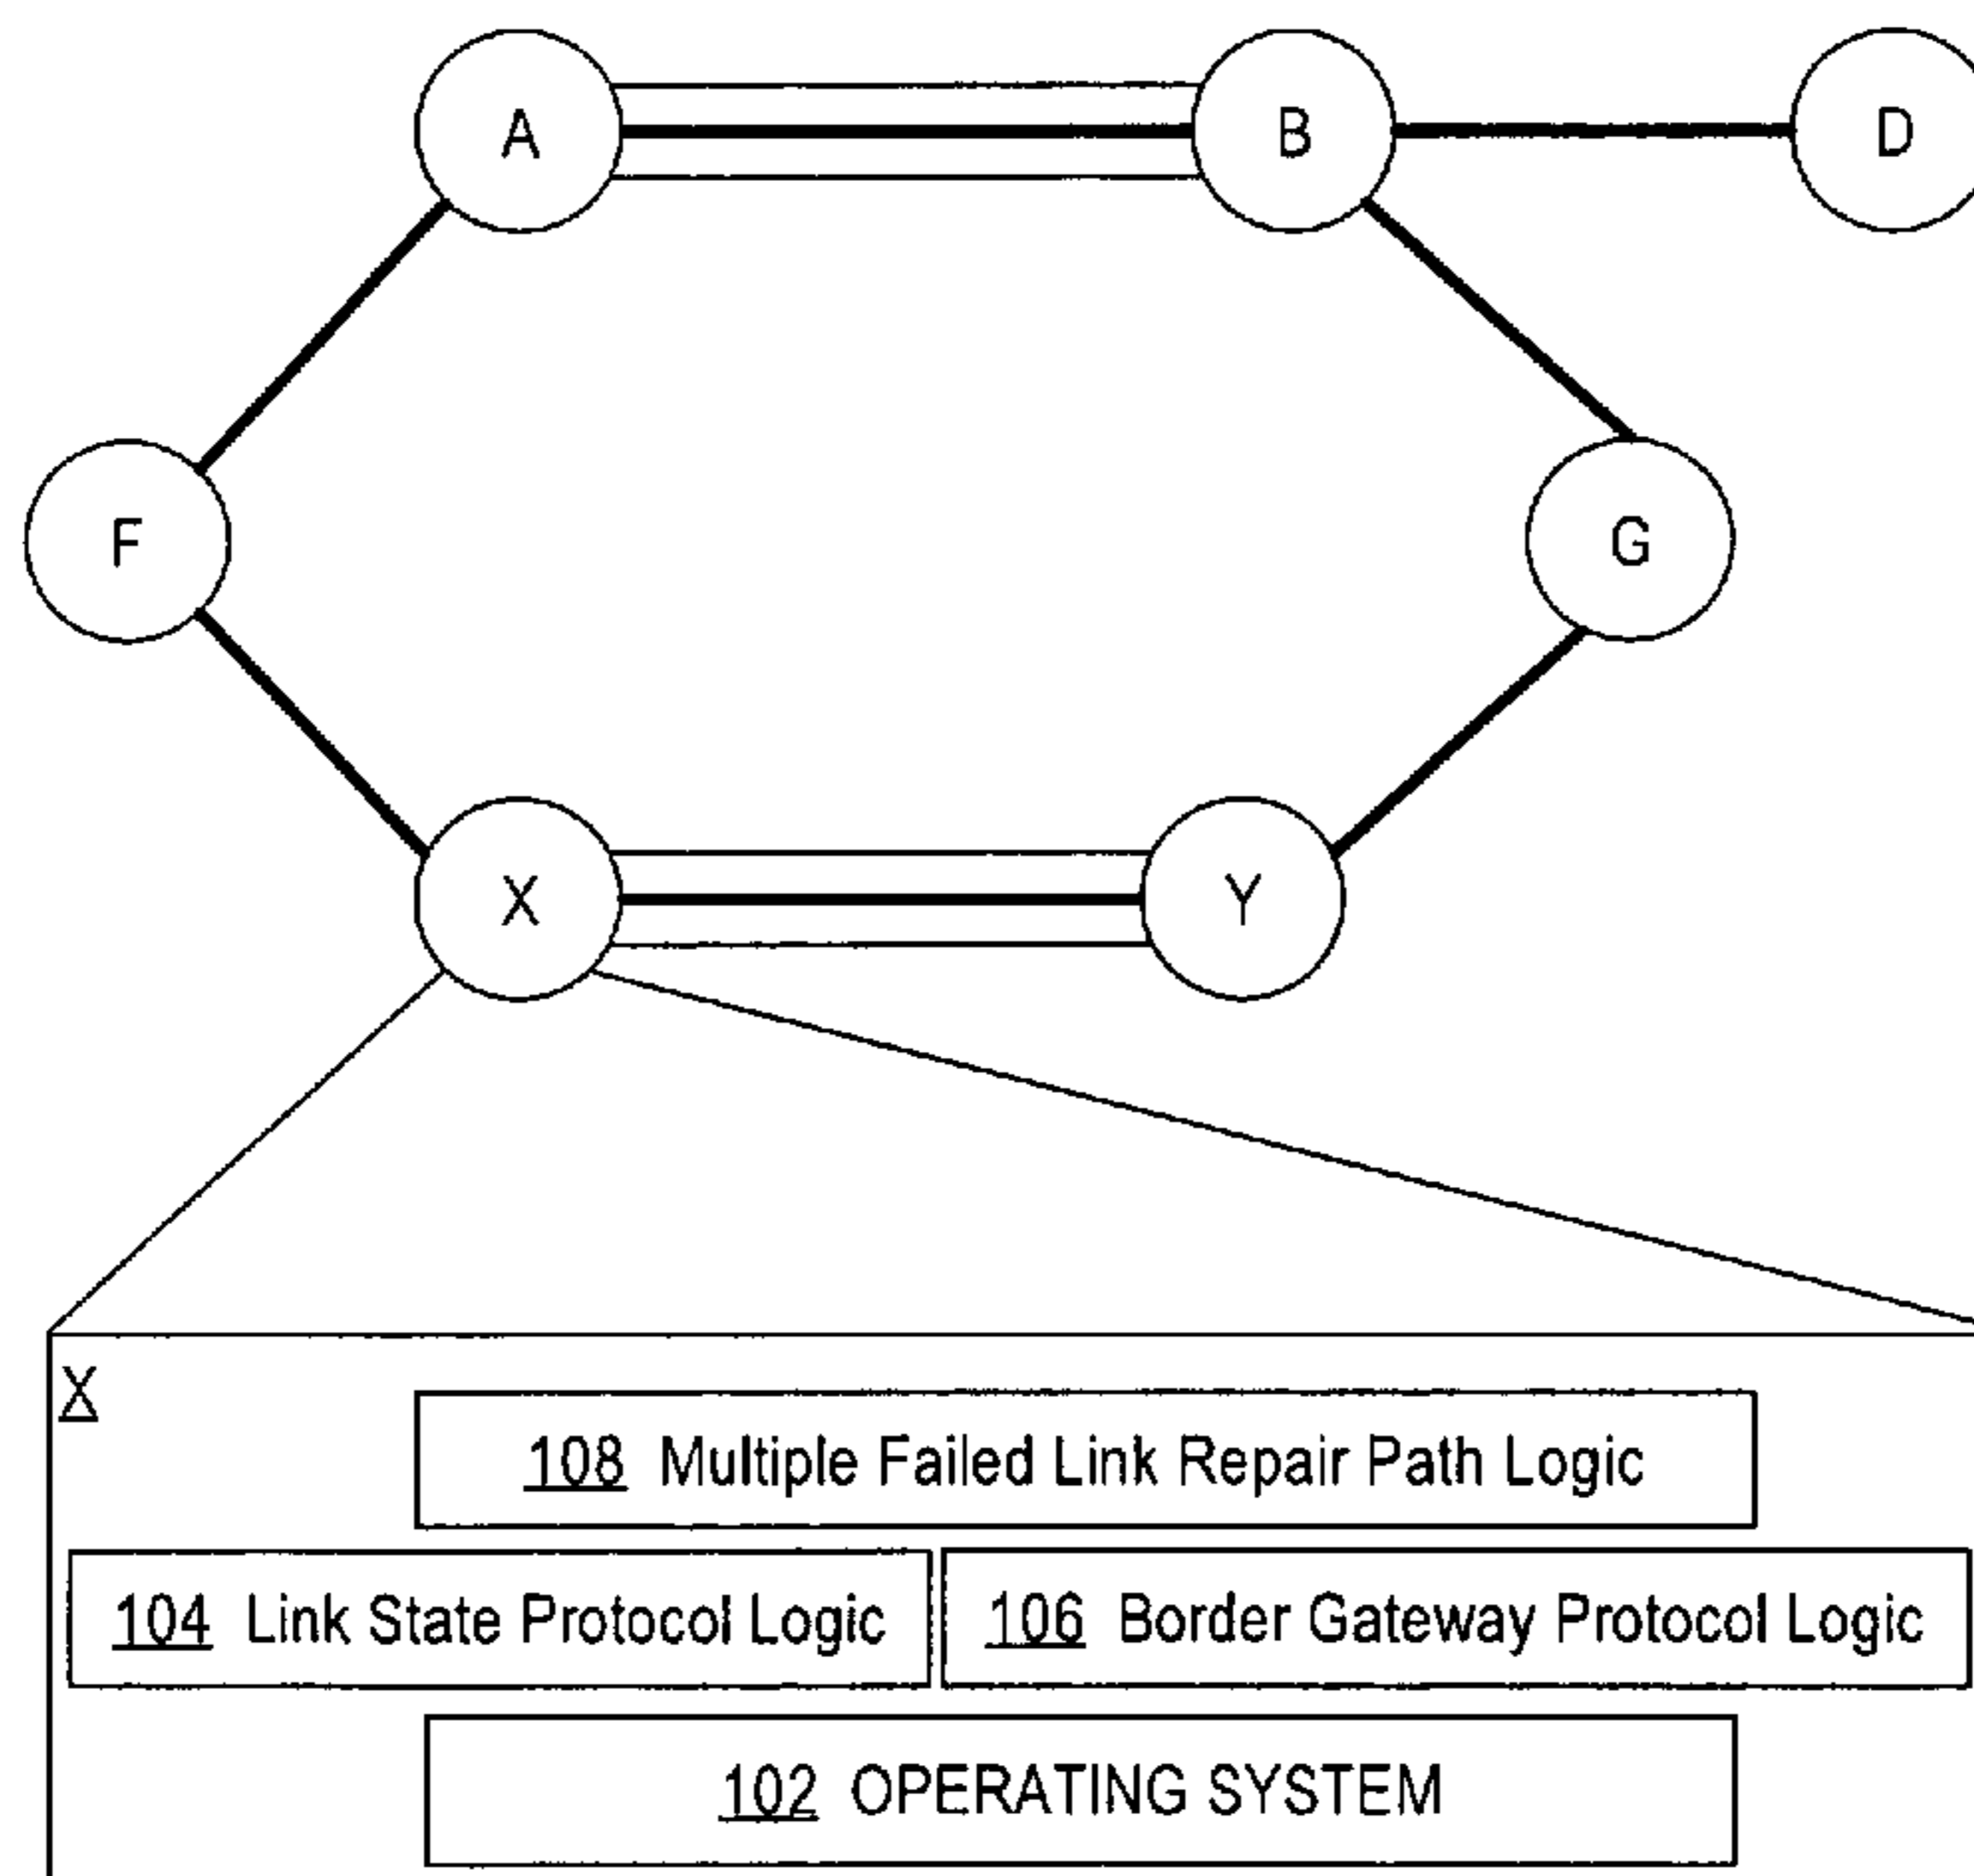 A
B
D
F
G
X
Y
X
108 Multiple Failed Link Repair Path Logic
104 Link State Protocol Logic
106 Border Gateway Protocol Logic
102 OPERATING SYSTEM